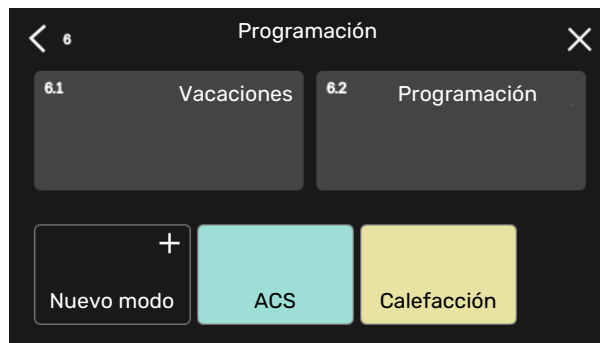 6 Programación
6.1 Vacaciones 6.2 Programación
Nuevo modo ACS Calefacción